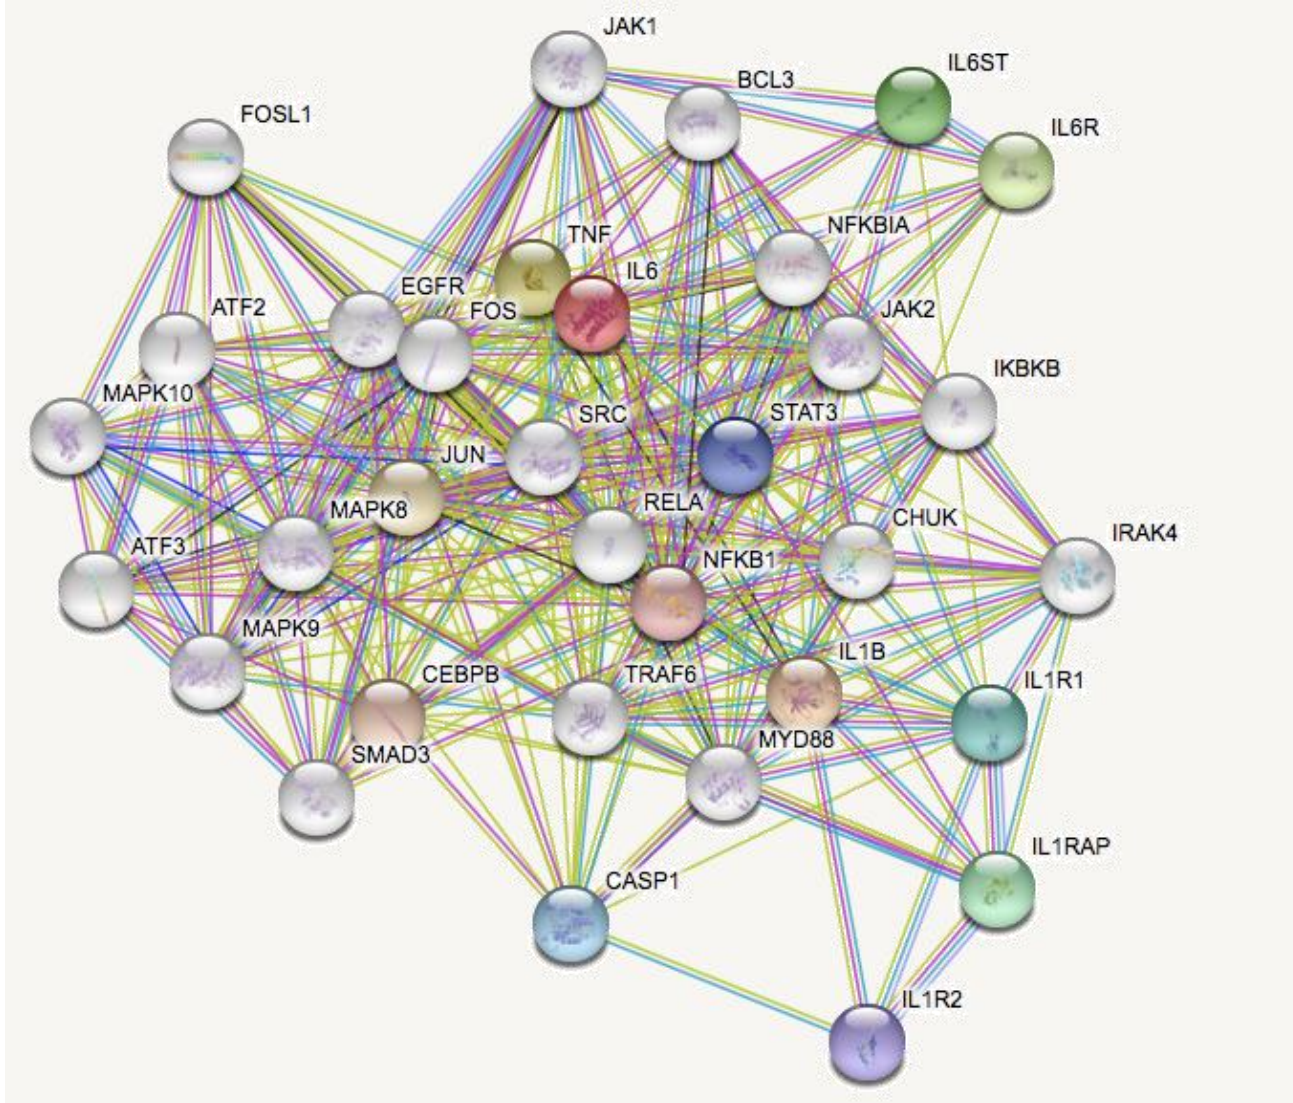 JAK1
IL6ST
BCL3
FOSL1
IL6R
NFKBIA
TNF
IL6
EGFR
ATF2
FOS
JAK2
IKBKB
MAPK10
SRC
STAT3
JUN
RELA
MAPK8
CHUK
IRAK4
ATF3
NFKB1
MAPK9
IL1B
CEBPB
TRAF6
IL1R1
MYD88
SMAD3
IL1RAP
CASP1
IL1R2